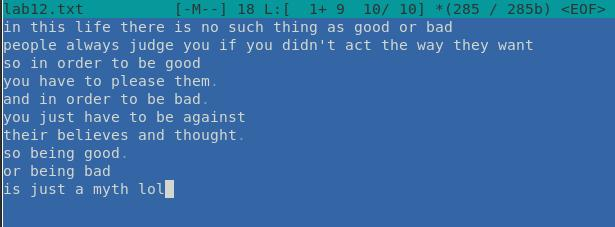 lab12.txt [-M--] 18 L:[ 1+ 9 10/ 10] *(285 / 285b) <EOF>
in this life there is no such thing as good or bad
people always judge you if you didn't act the way they want
so in order to be good
you have to please them.
and in order to be bad.
you just have to be against
their believes and thought.
so being good.
or being bad
is just a myth lol